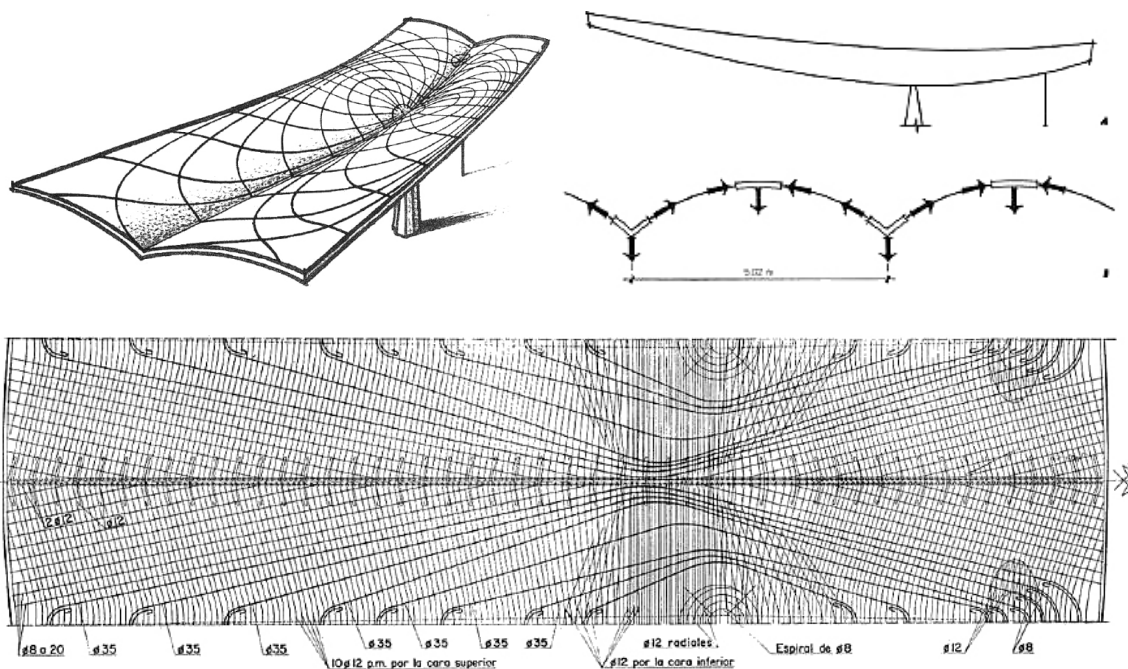 A
5.02 m
B
2ø12
ø12
ø8 a 20
ø35
ø35
ø35
10ø12 p.m. por la cara superior
ø35
ø35
ø35
ø35
ø12 radiales
ø12 por la cara inferior
Espiral de ø8
ø12
ø8